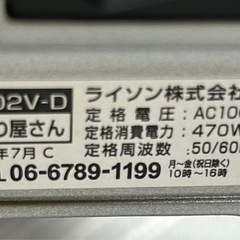 02V-D
り屋さん
年7月 C
ライソン株式会
定格電圧:AC100
定格消費電力:470W
定格周波数:50/60
L 06-6789-1199
月~金(祝日除く)
10時~16時